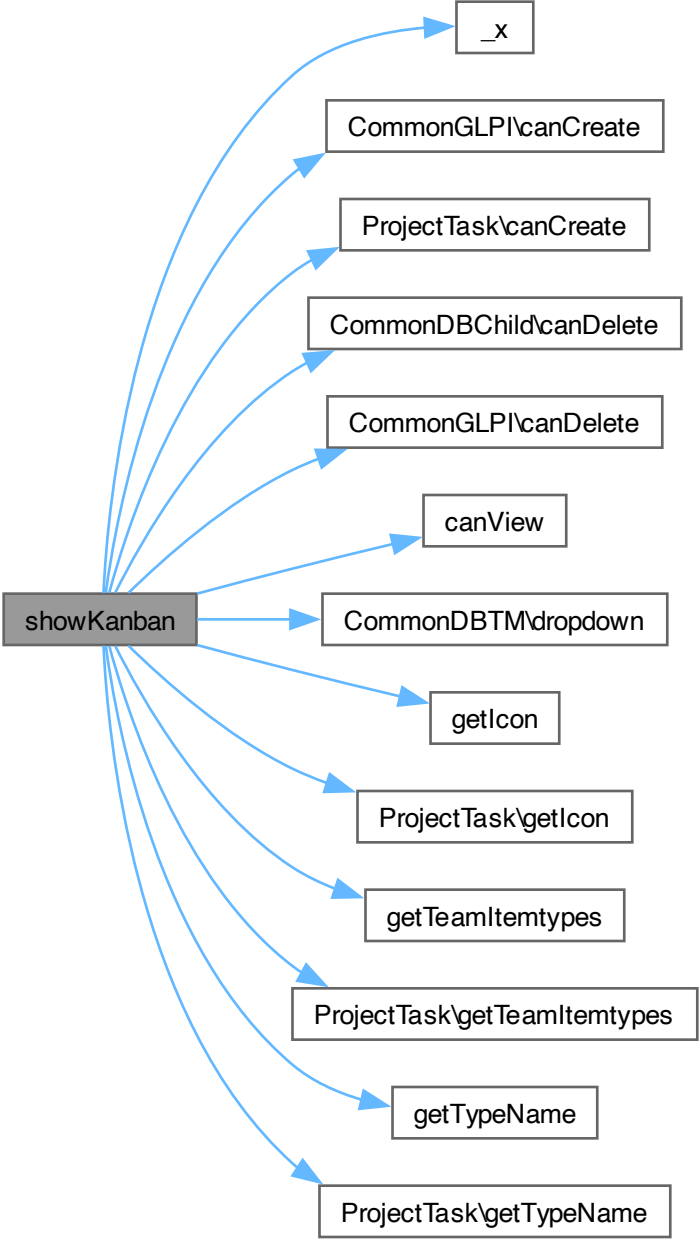 _x
CommonGLPI\canCreate
ProjectTask\canCreate
CommonDBChild\canDelete
CommonGLPI\canDelete
canView
showKanban
CommonDBTM\dropdown
getIcon
ProjectTask\getIcon
getTeamItemtypes
ProjectTask\getTeamItemtypes
getTypeName
ProjectTask\getTypeName